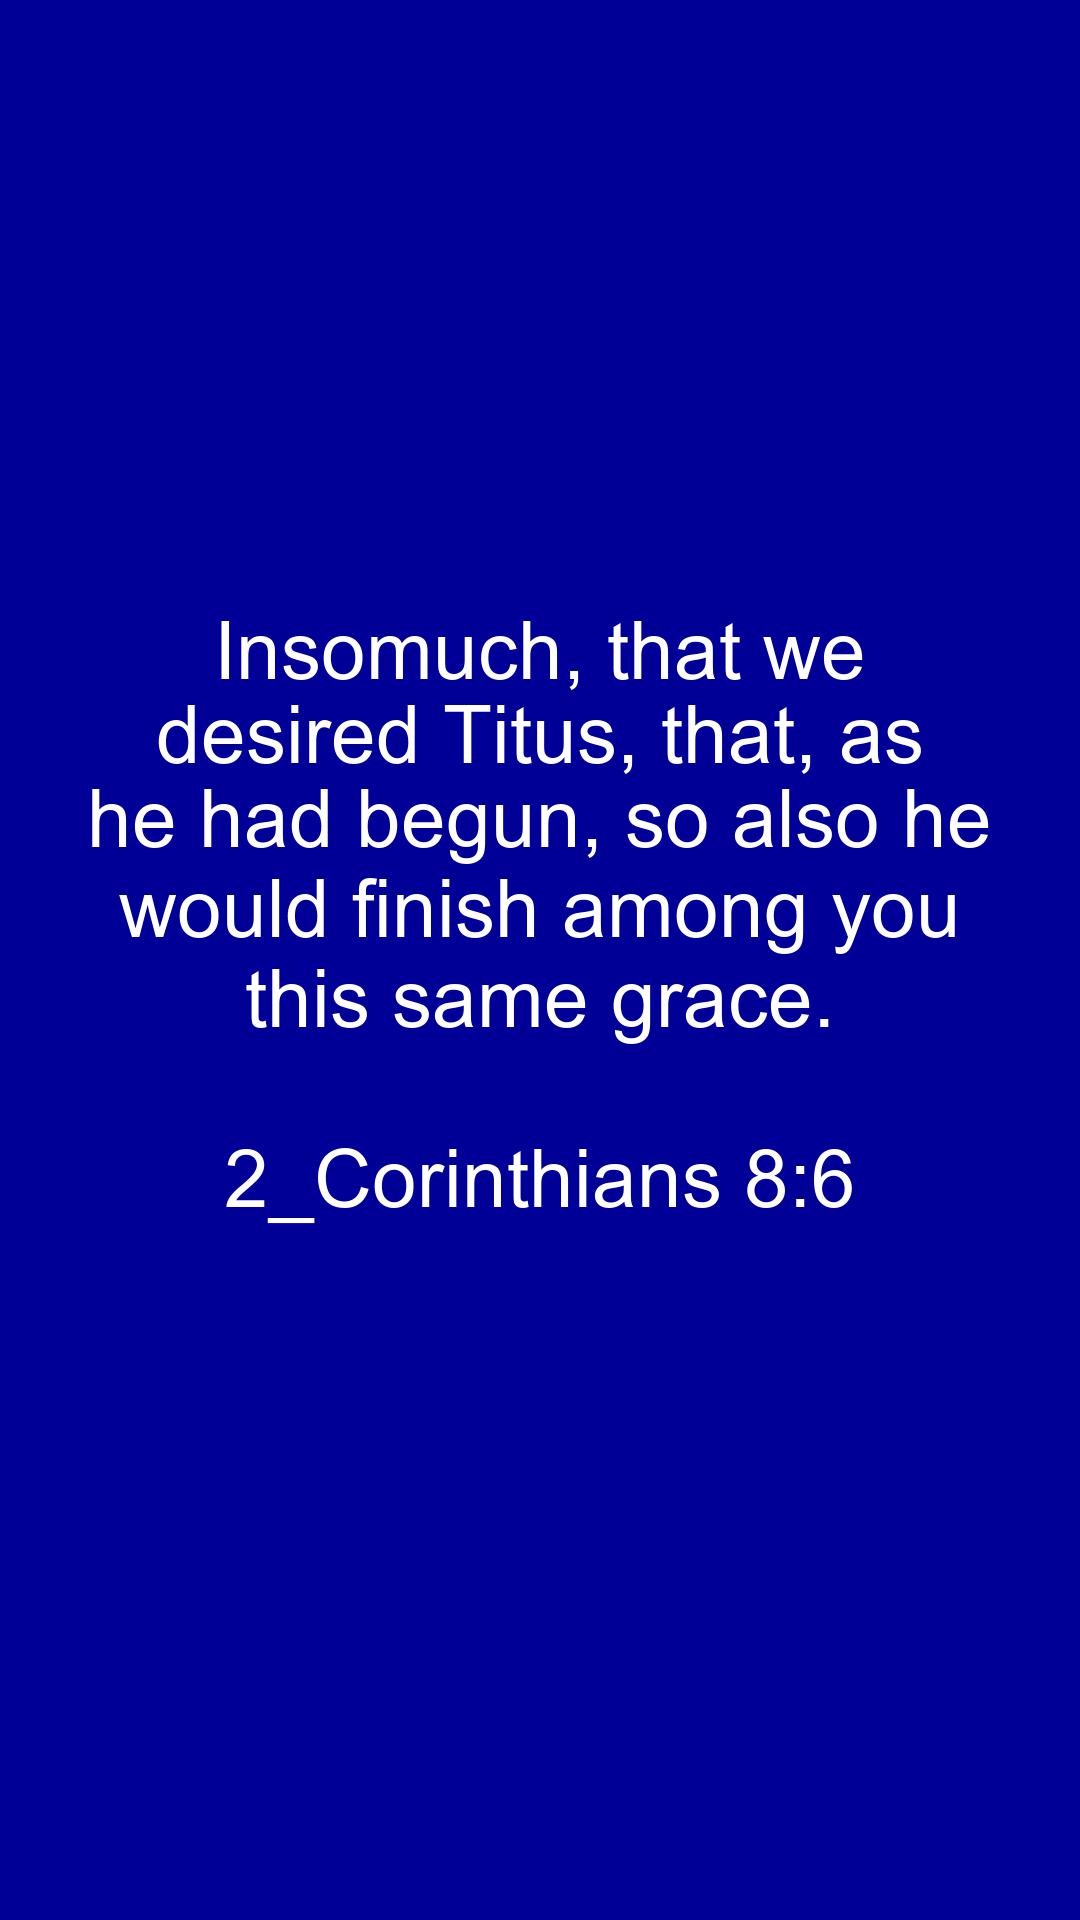 Insomuch, that we
desired Titus, that, as
he had begun, so also he
would finish among you
this same grace.
2_Corinthians 8:6